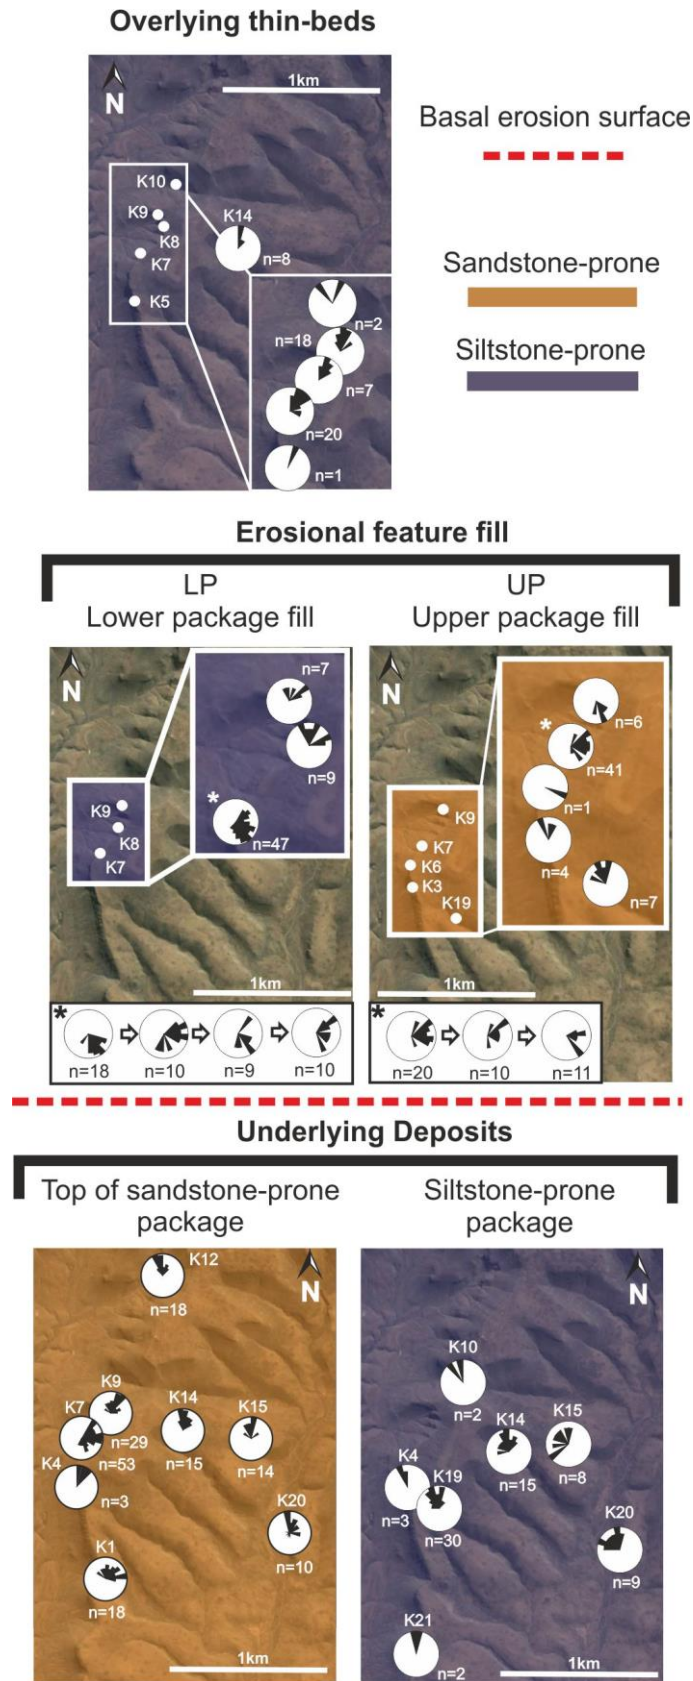 Overlying thin-beds
1km
N
K10
K9
K8
K7
K5
K14
n=8
n=2
n=18
n=7
n=20
n=1
Basal erosion surface
Sandstone-prone
Siltstone-prone
Erosional feature fill
LP
Lower package fill
N
n=7
n=9
*
n=47
K9
K8
K7
1km
*
n=18
n=10
n=9
n=10
UP
Upper package fill
N
n=6
*
n=41
n=1
n=4
n=7
K9
K7
K6
K3
K19
1km
*
n=20
n=10
n=11
Underlying Deposits
Top of sandstone-prone
package
K12
N
n=18
K9
K7
n=29
n=53
K14
n=15
K15
n=14
K4
n=3
K20
n=10
K1
n=18
1km
Siltstone-prone
package
N
K10
n=2
K14
n=15
K15
n=8
K4
n=3
K19
n=30
K20
n=9
K21
n=2
1km